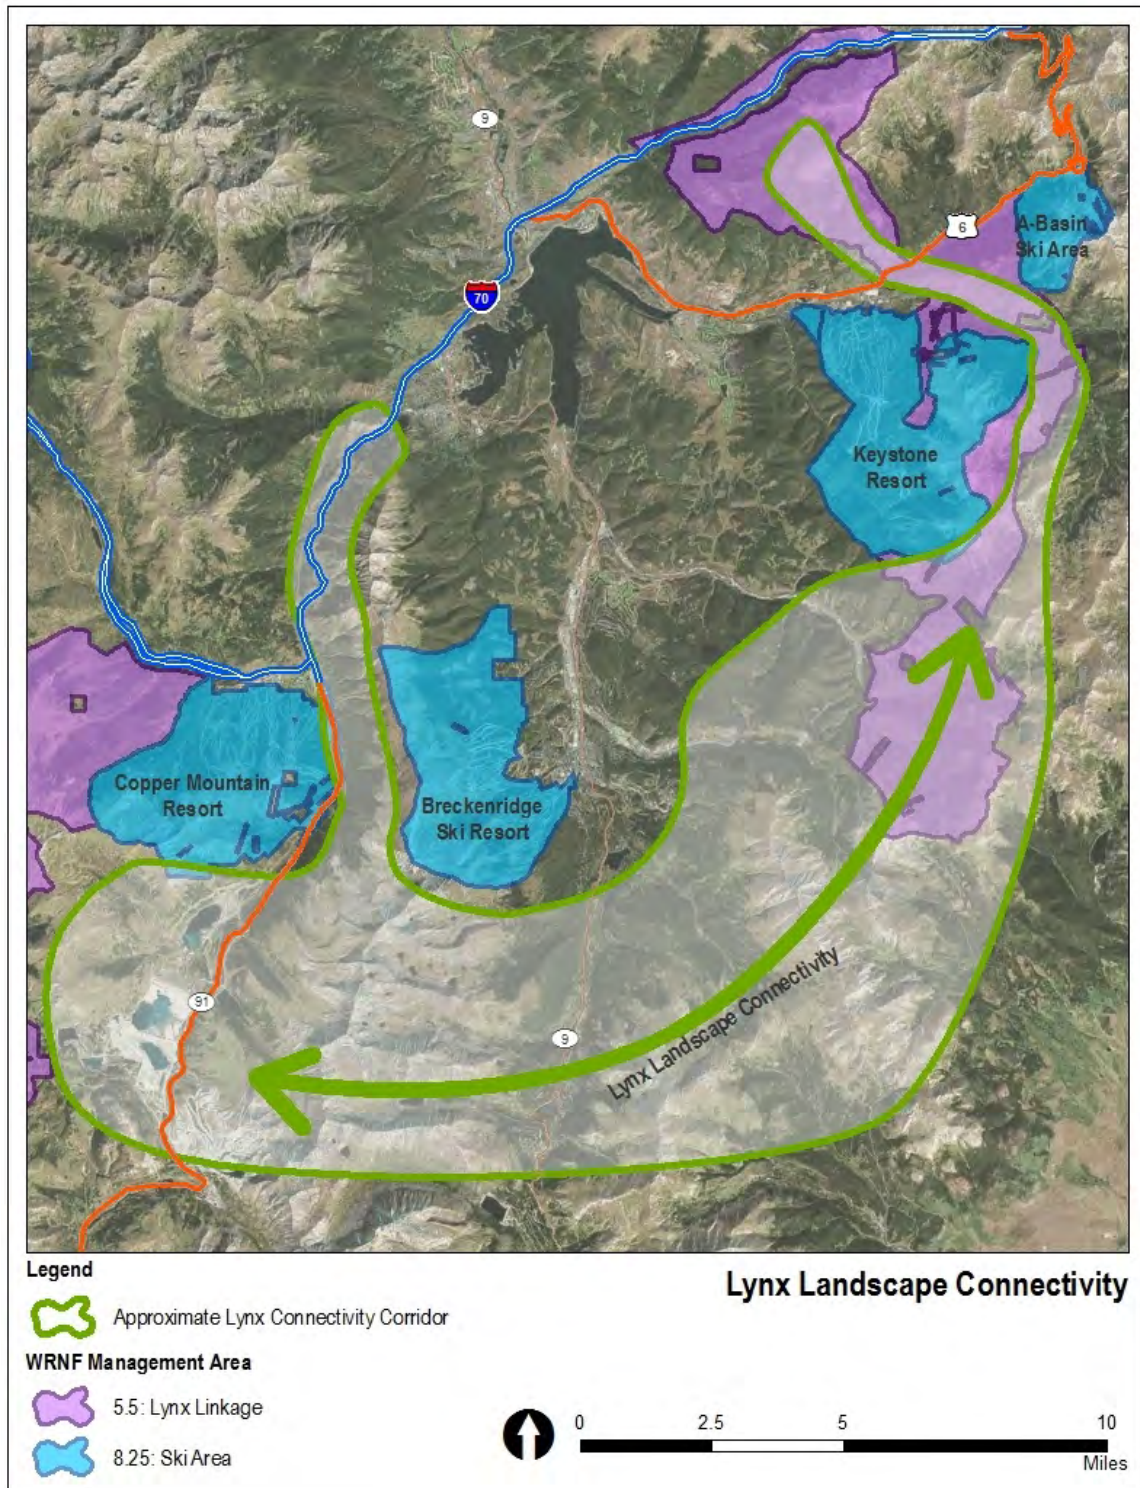 9
6
A-Basin
Ski Area
70
Keystone
Resort
Copper Mountain
Resort
Breckenridge
Ski Resort
Lynx Landscape Connectivity
91
9
Legend
Lynx Landscape Connectivity
Approximate Lynx Connectivity Corridor
WRNF Management Area
5.5: Lynx Linkage
8.25: Ski Area
0 2.5 5 10
Miles